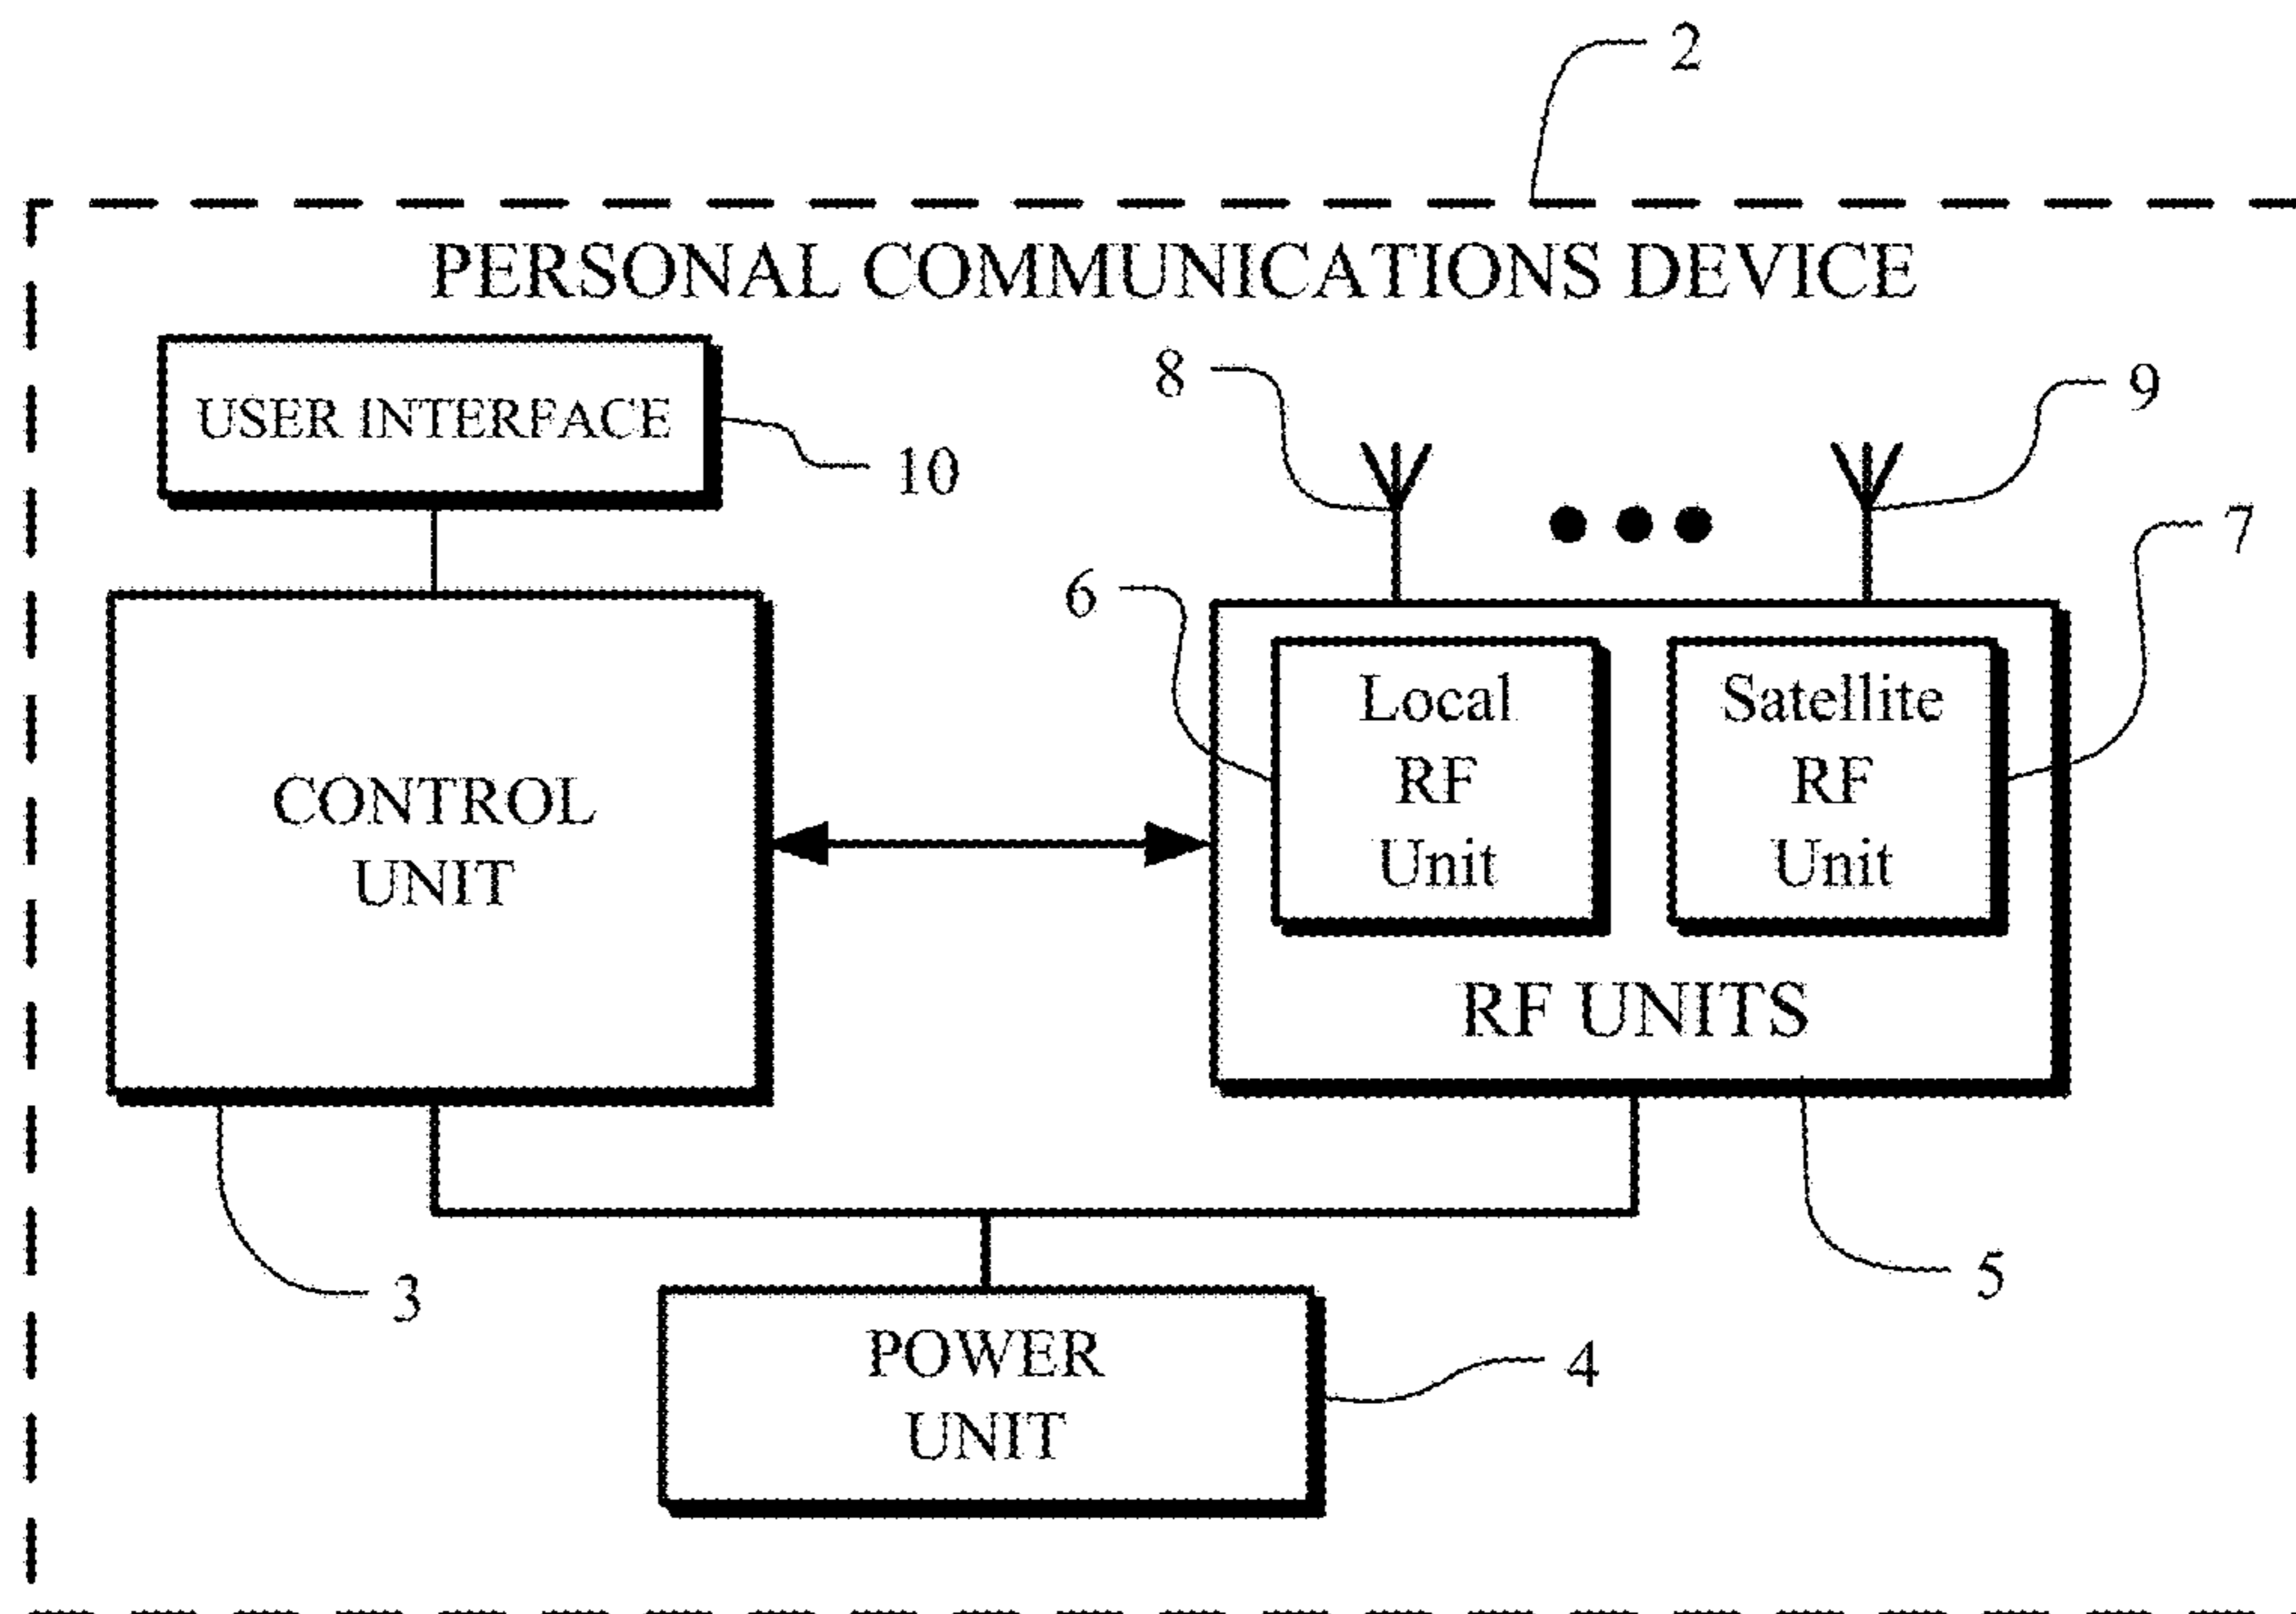 2
PERSONAL COMMUNICATIONS DEVICE
USER INTERFACE
10
8
9
7
6
Local
RF
Unit
Satellite
RF
Unit
RF UNITS
CONTROL
UNIT
3
5
POWER
UNIT
4